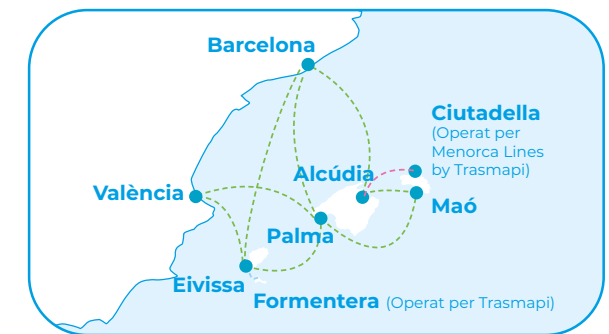 Barcelona
Ciutadella
(Operat per
Menorca Lines
by Trasmapi)
Alcúdia
València
Maó
Palma
Eivissa
Formentera (Operat per Trasmapi)